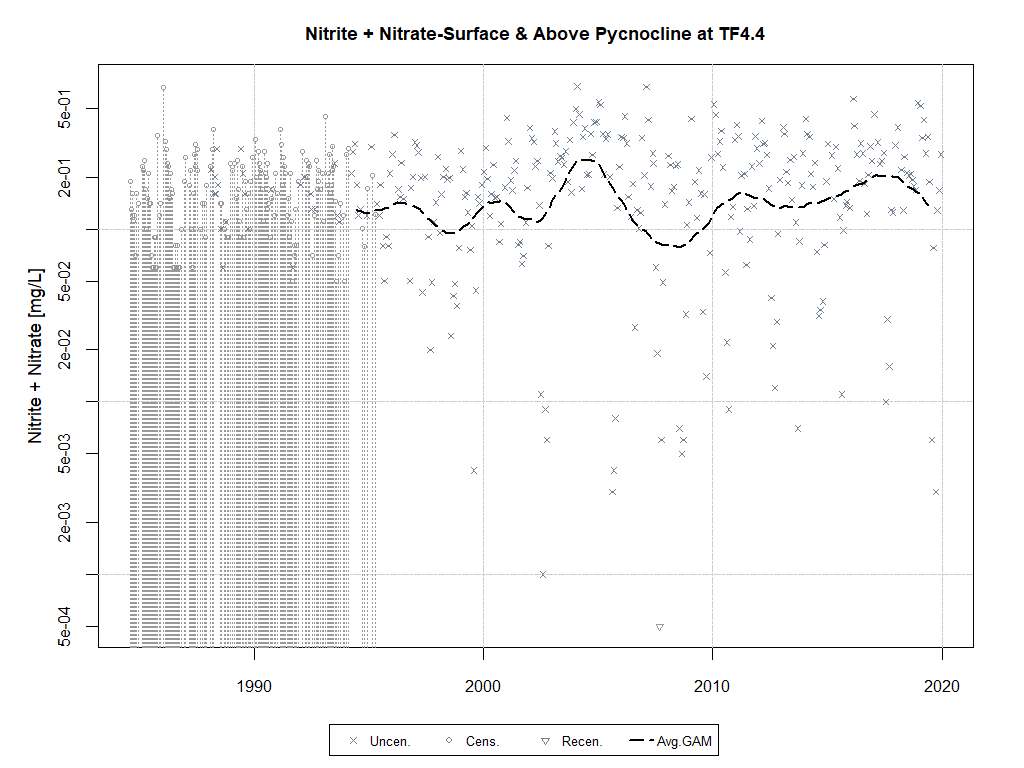 Nitrite + Nitrate-Surface & Above Pycnocline at TF4.4
Nitrite + Nitrate [mg/L]
5e-01
2e-01
5e-02
2e-02
5e-03
2e-03
5e-04
1990 2000 2010 2020
Uncen. Cens. Recen. Avg.GAM